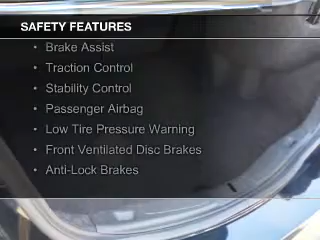 SAFETY FEATURES
• Brake Assist
• Traction Control
• Stability Control
• Passenger Airbag
• Low Tire Pressure Warning
• Front Ventilated Disc Brakes
• Anti-Lock Brakes